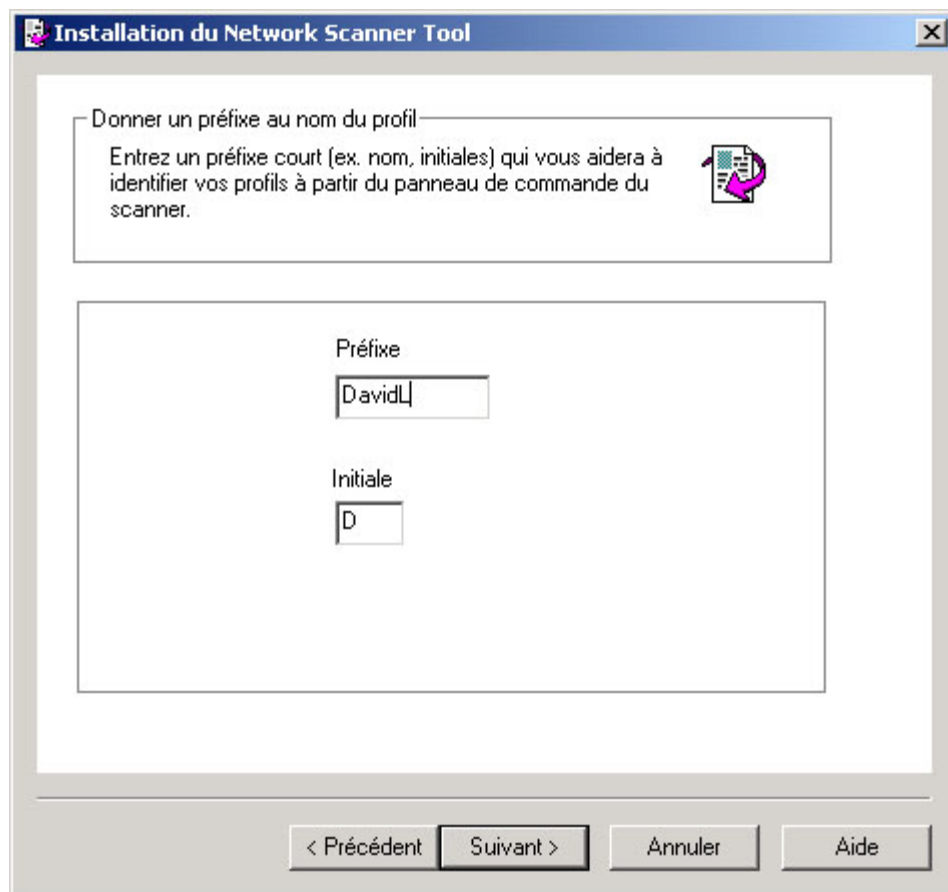 Installation du Network Scanner Tool
Donner un préfixe au nom du profil
Entrez un préfixe court (ex. nom, initiales) qui vous aidera à
identifier vos profils à partir du panneau de commande du
scanner.
Préfixe
DavidL
Initiale
D
< Précédent
Suivant >
Annuler
Aide